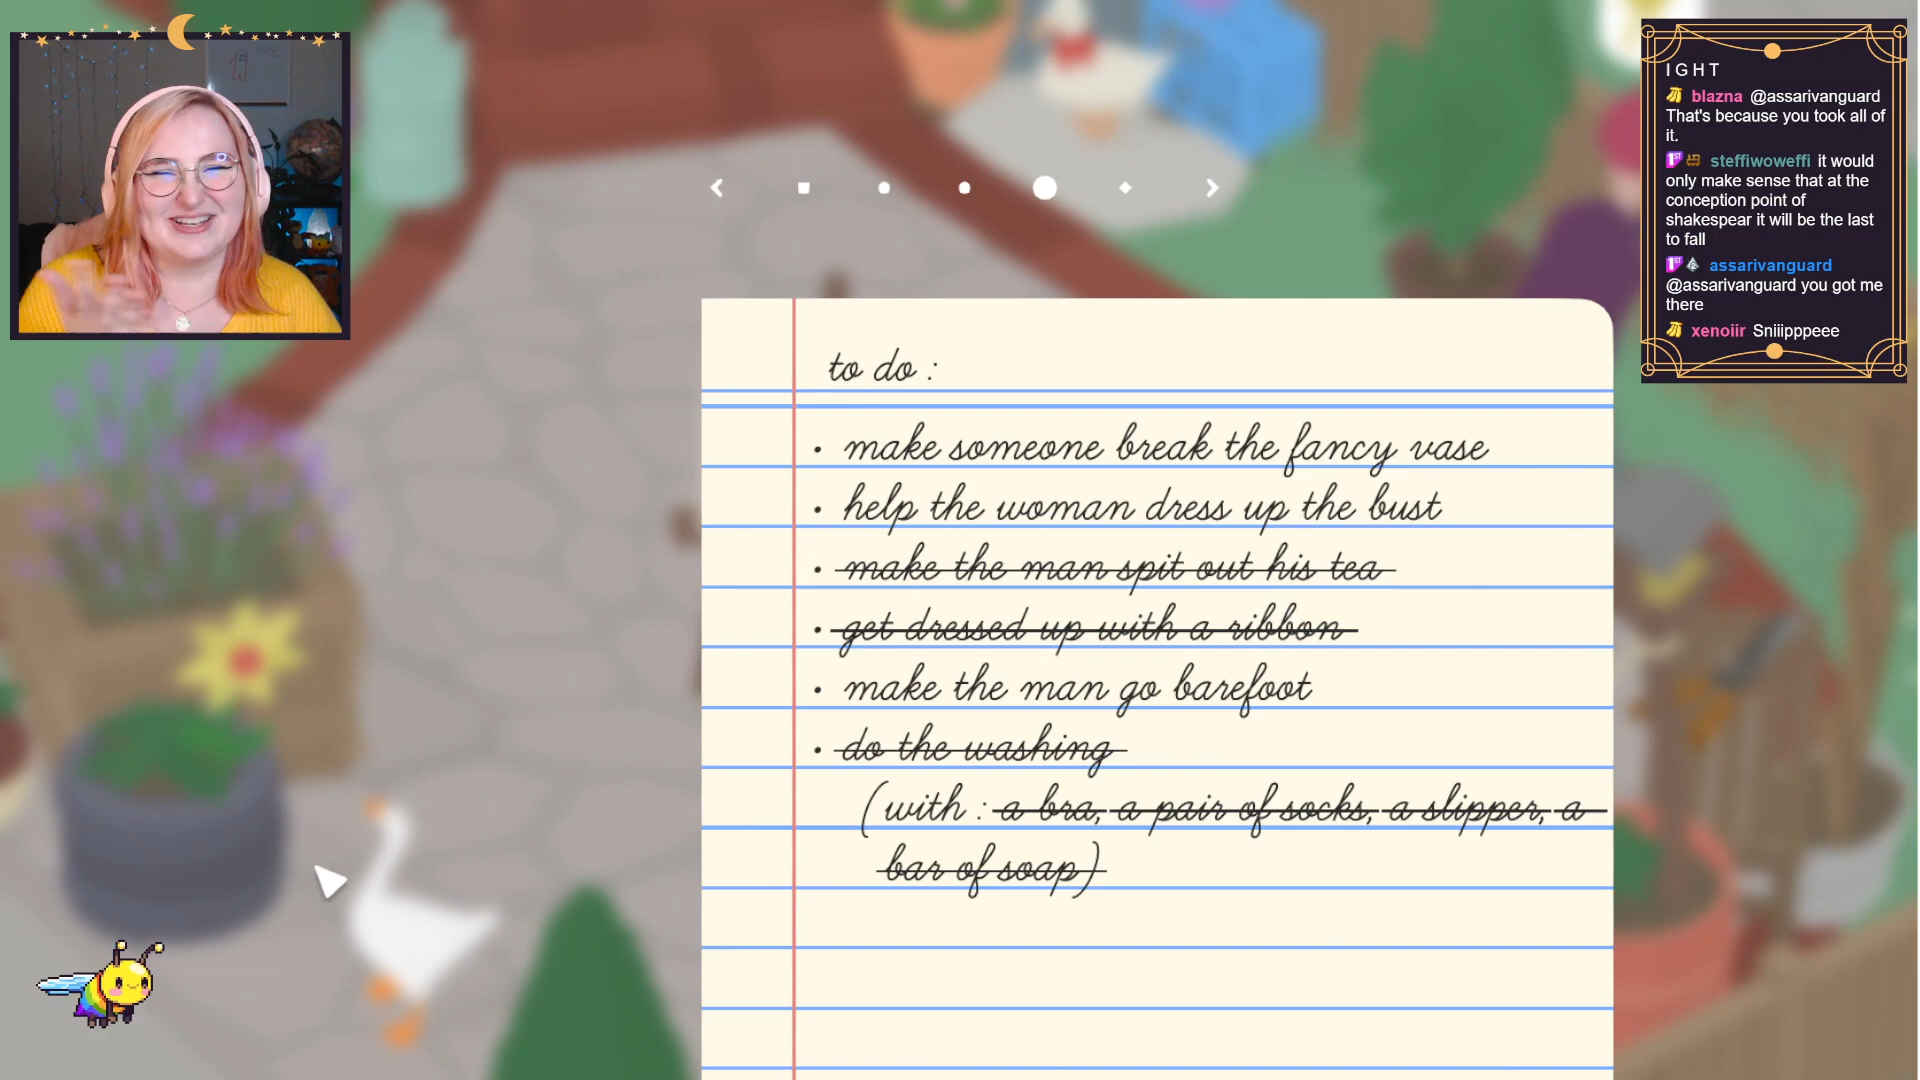 I G H T
blazna @assarivanguard
That's because you took all of
it.
steffiwoweffi it would
only make sense that at the
conception point of
shakespear it will be the last
to fall
assarivanguard
@assarivanguard you got me
there
xenoiir Sniiipppeee
to do :
• make someone break the fancy vase
• help the woman dress up the bust
• make the man spit out his tea
• get dressed up with a ribbon
• make the man go barefoot
• do the washing
(with : a bra, a pair of socks, a slipper, a
bar of soap)